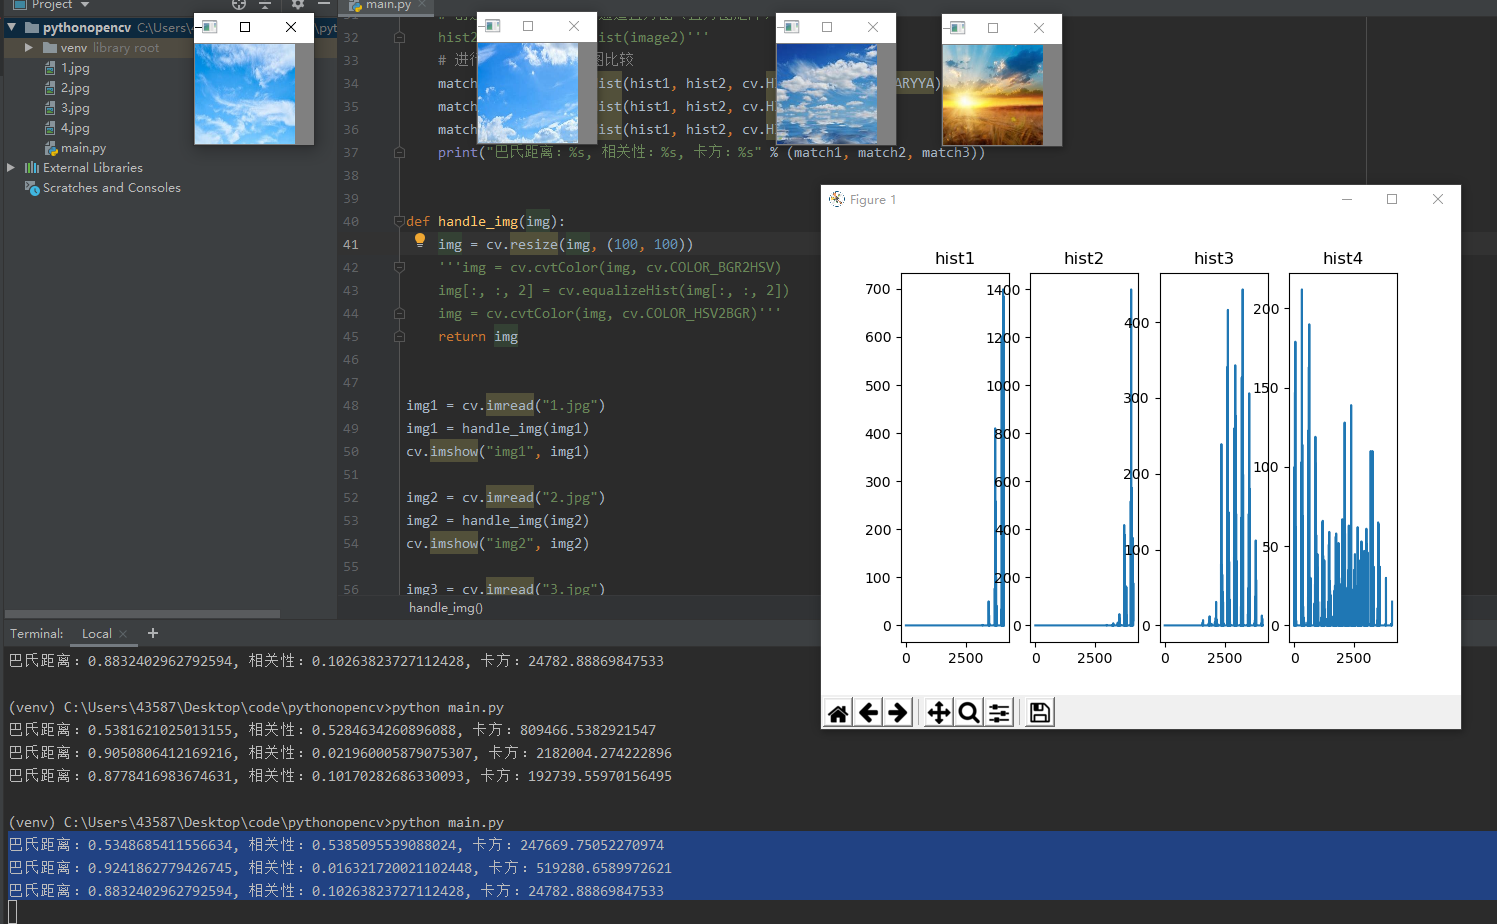 Project
main.py
pythonopencv C:\Users\
venv library root
1.jpg
2.jpg
3.jpg
4.jpg
main.py
External Libraries
Scratches and Consoles
32 hist2 ist(image2)'''
33 # 进行 图比较
34 match ist(hist1, hist2, cv.H ARYYA)
35 match ist(hist1, hist2, cv.H
36 match ist(hist1, hist2, cv.H
37 print("巴氏距离：%s, 相关性：%s, 卡方：%s" % (match1, match2, match3))
38
39
40 def handle_img(img):
41 img = cv.resize(img, (100, 100))
42 '''img = cv.cvtColor(img, cv.COLOR_BGR2HSV)
43 img[:, :, 2] = cv.equalizeHist(img[:, :, 2])
44 img = cv.cvtColor(img, cv.COLOR_HSV2BGR)'''
45 return img
46
47
48 img1 = cv.imread("1.jpg")
49 img1 = handle_img(img1)
50 cv.imshow("img1", img1)
51
52 img2 = cv.imread("2.jpg")
53 img2 = handle_img(img2)
54 cv.imshow("img2", img2)
55
56 img3 = cv.imread("3.jpg")
handle_img()
Figure 1
hist1 hist2 hist3 hist4
700
600
500
400
300
200
100
0
0 2500
1400
1200
1000
800
600
400
200
0
0 2500
400
300
200
100
0
0 2500
200
150
100
50
0
0 2500
Terminal: Local
巴氏距离：0.8832402962792594, 相关性：0.10263823727112428, 卡方：24782.88869847533
(venv) C:\Users\43587\Desktop\code\pythonopencv>python main.py
巴氏距离：0.5381621025013155, 相关性：0.5284634260896088, 卡方：809466.5382921547
巴氏距离：0.9050806412169216, 相关性：0.021960005879075307, 卡方：2182004.274222896
巴氏距离：0.8778416983674631, 相关性：0.10170282686330093, 卡方：192739.55970156495
(venv) C:\Users\43587\Desktop\code\pythonopencv>python main.py
巴氏距离：0.5348685411556634, 相关性：0.5385095539088024, 卡方：247669.75052270974
巴氏距离：0.9241862779426745, 相关性：0.016321720021102448, 卡方：519280.6589972621
巴氏距离：0.8832402962792594, 相关性：0.10263823727112428, 卡方：24782.88869847533